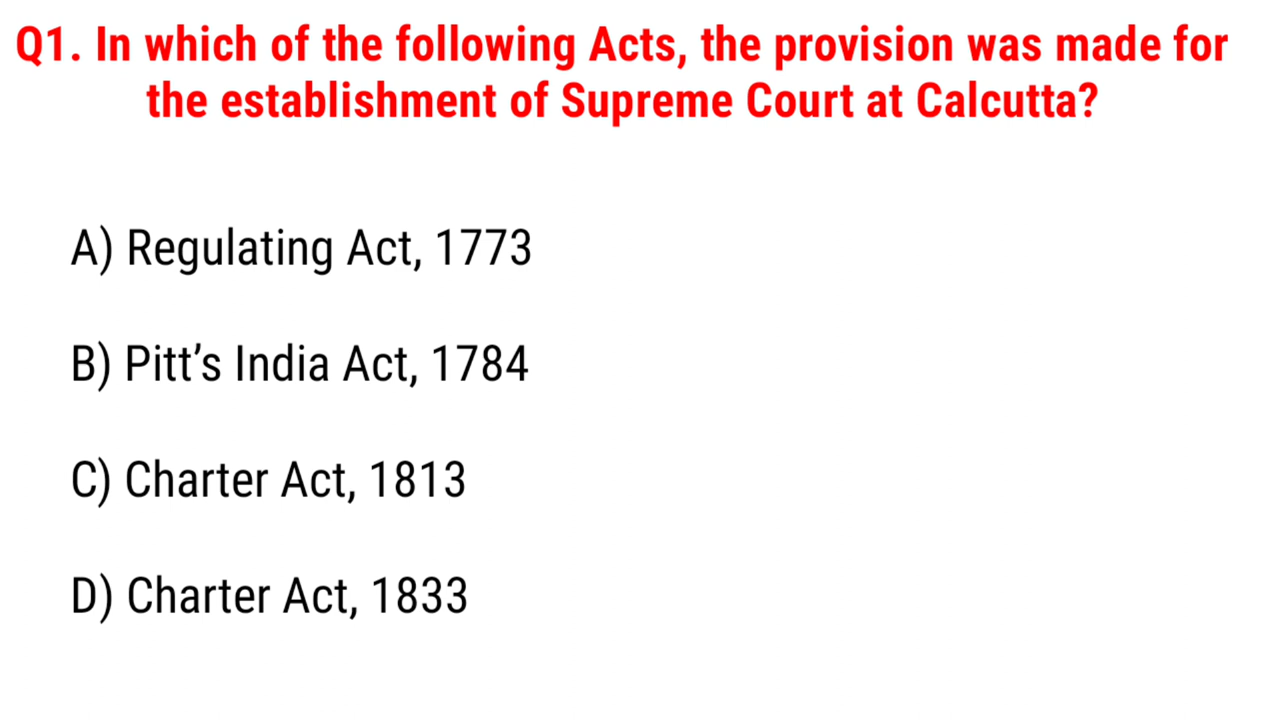 Q1. In which of the following Acts, the provision was made for
the establishment of Supreme Court at Calcutta?
A) Regulating Act, 1773
B) Pitt’s India Act, 1784
C) Charter Act, 1813
D) Charter Act, 1833